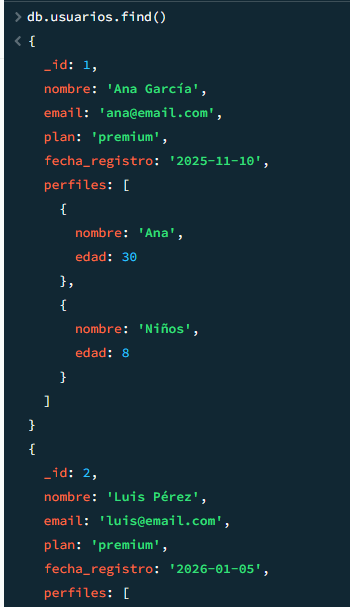 > db.usuarios.find()
< {
_id: 1,
nombre: 'Ana García',
email: 'ana@email.com',
plan: 'premium',
fecha_registro: '2025-11-10',
perfiles: [
{
nombre: 'Ana',
edad: 30
},
{
nombre: 'Niños',
edad: 8
}
]
}
{
_id: 2,
nombre: 'Luis Pérez',
email: 'luis@email.com',
plan: 'premium',
fecha_registro: '2026-01-05',
perfiles: [